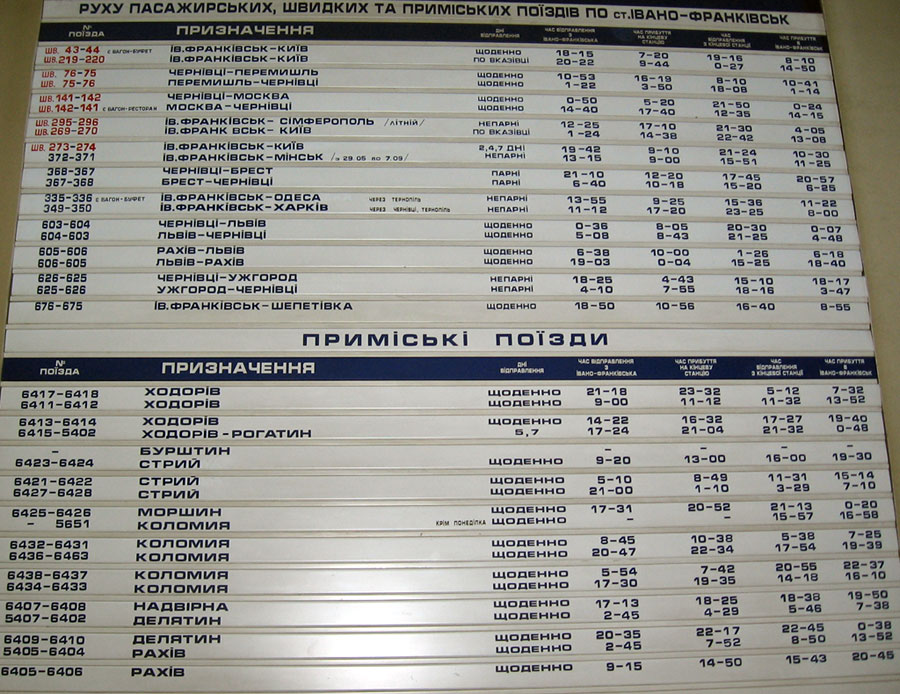 РУХУ ПАСАЖИРСЬКИХ, ШВИДКИХ ТА ПРИМІСЬКИХ ПОЇЗДІВ ПО ст.ІВАНО-ФРАНКІВСЬК
№ ПОЇЗДА ПРИЗНАЧЕННЯ ДНІ ВІДПРАВЛЕННЯ ЧАС ВІДПРАВЛЕННЯ З ІВАНО-ФРАНКІВСЬКА ЧАС ПРИБУТТЯ НА КІНЦЕВУ СТАНЦІЮ ЧАС ВІДПРАВЛЕННЯ З КІНЦЕВОЇ СТАНЦІЇ ЧАС ПРИБУТТЯ В ІВАНО-ФРАНКІВСЬК
ШВ. 43-44 є ВАГОН-БУФЕТ ІВ.ФРАНКІВСЬК-КИЇВ ЩОДЕННО 18-15 7-20 19-16 8-10
ШВ.219-220 ІВ.ФРАНКІВСЬК-КИЇВ ПО ВКАЗІВЦІ 20-22 9-44 0-27 14-50
ШВ. 76-75 ЧЕРНІВЦІ-ПЕРЕМИШЛЬ ЩОДЕННО 10-53 16-19 8-10 10-41
ШВ. 75-76 ПЕРЕМИШЛЬ-ЧЕРНІВЦІ ЩОДЕННО 1-22 3-50 18-08 1-14
ШВ.141-142 ЧЕРНІВЦІ-МОСКВА ЩОДЕННО 0-50 5-20 21-50 0-24
ШВ.142-141 є ВАГОН-РЕСТОРАН МОСКВА-ЧЕРНІВЦІ ЩОДЕННО 14-40 17-40 12-35 14-15
ШВ.295-296 ІВ.ФРАНКІВСЬК-СІМФЕРОПОЛЬ /ЛІТНІЙ/ НЕПАРНІ 12-25 17-10 21-30 4-05
ШВ.269-270 ІВ.ФРАНК ВСЬК- КИЇВ ПО ВКАЗІВЦІ 1-24 14-38 22-42 13-08
ШВ.273-274 ІВ.ФРАНКІВСЬК-КИЇВ 2,4,7 ДНІ 19-42 9-10 21-24 10-30
372-371 ІВ.ФРАНКІВСЬК-МІНСЬК /з 29.05 по 7.09/ НЕПАРНІ 13-15 9-00 15-51 11-25
368-367 ЧЕРНІВЦІ-БРЕСТ ПАРНІ 21-10 12-20 17-45 20-57
367-368 БРЕСТ-ЧЕРНІВЦІ ПАРНІ 6-40 10-18 15-20 6-25
335-336 є ВАГОН-БУФЕТ ІВ.ФРАНКІВСЬК-ОДЕСА ЧЕРЕЗ ТЕРНОПІЛЬ НЕПАРНІ 13-55 9-25 15-36 11-22
349-350 ІВ.ФРАНКІВСЬК-ХАРКІВ ЧЕРЕЗ ЧЕРНІВЦІ, ТЕРНОПІЛЬ НЕПАРНІ 11-12 17-20 23-25 8-00
603-604 ЧЕРНІВЦІ-ЛЬВІВ ЩОДЕННО 0-36 8-05 20-30 0-07
604-603 ЛЬВІВ-ЧЕРНІВЦІ ЩОДЕННО 5-08 8-43 21-25 4-48
605-606 РАХІВ-ЛЬВІВ ЩОДЕННО 6-38 10-00 1-26 6-18
606-605 ЛЬВІВ-РАХІВ ЩОДЕННО 19-03 0-04 15-25 18-40
626-625 ЧЕРНІВЦІ-УЖГОРОД НЕПАРНІ 18-25 4-43 15-10 18-17
625-626 УЖГОРОД-ЧЕРНІВЦІ НЕПАРНІ 4-10 7-55 18-16 3-47
676-675 ІВ.ФРАНКІВСЬК-ШЕПЕТІВКА ЩОДЕННО 18-50 10-56 16-40 8-55
ПРИМІСЬКІ ПОЇЗДИ
№ ПОЇЗДА ПРИЗНАЧЕННЯ ДНІ ВІДПРАВЛЕННЯ ЧАС ВІДПРАВЛЕННЯ З ІВАНО-ФРАНКІВСЬКА ЧАС ПРИБУТТЯ НА КІНЦЕВУ СТАНЦІЮ ЧАС ВІДПРАВЛЕННЯ З КІНЦЕВОЇ СТАНЦІЇ ЧАС ПРИБУТТЯ В ІВАНО-ФРАНКІВСЬК
6417-6418 ХОДОРІВ ЩОДЕННО 21-18 23-32 5-12 7-32
6411-6412 ХОДОРІВ ЩОДЕННО 9-00 11-12 11-32 13-52
6413-6414 ХОДОРІВ ЩОДЕННО 14-22 16-32 17-27 19-40
6415-5402 ХОДОРІВ-РОГАТИН 5,7 17-24 21-04 21-32 0-48
- БУРШТИН - - - -
6423-6424 СТРИЙ ЩОДЕННО 9-20 13-00 16-00 19-30
6421-6422 СТРИЙ ЩОДЕННО 5-10 8-49 11-31 15-14
6427-6428 СТРИЙ ЩОДЕННО 21-00 1-10 3-29 7-10
6425-6426 МОРШИН ЩОДЕННО 17-31 20-52 21-13 0-20
- 5651 КОЛОМИЯ КРІМ ПОНЕДІЛКА ЩОДЕННО - - 15-57 16-58
6432-6431 КОЛОМИЯ ЩОДЕННО 8-45 10-38 5-38 7-25
6436-6463 КОЛОМИЯ ЩОДЕННО 20-47 22-34 17-54 19-39
6438-6437 КОЛОМИЯ ЩОДЕННО 5-54 7-42 20-55 22-37
6434-6433 КОЛОМИЯ ЩОДЕННО 17-30 19-35 14-18 16-10
6407-6408 НАДВІРНА ЩОДЕННО 17-13 18-25 18-38 19-50
5407-6402 ДЕЛЯТИН ЩОДЕННО 2-45 4-29 5-46 7-38
6409-6410 ДЕЛЯТИН ЩОДЕННО 20-35 22-17 22-45 0-38
5405-6404 РАХІВ ЩОДЕННО 2-45 7-52 8-50 13-52
6405-6406 РАХІВ ЩОДЕННО 9-15 14-50 15-43 20-45